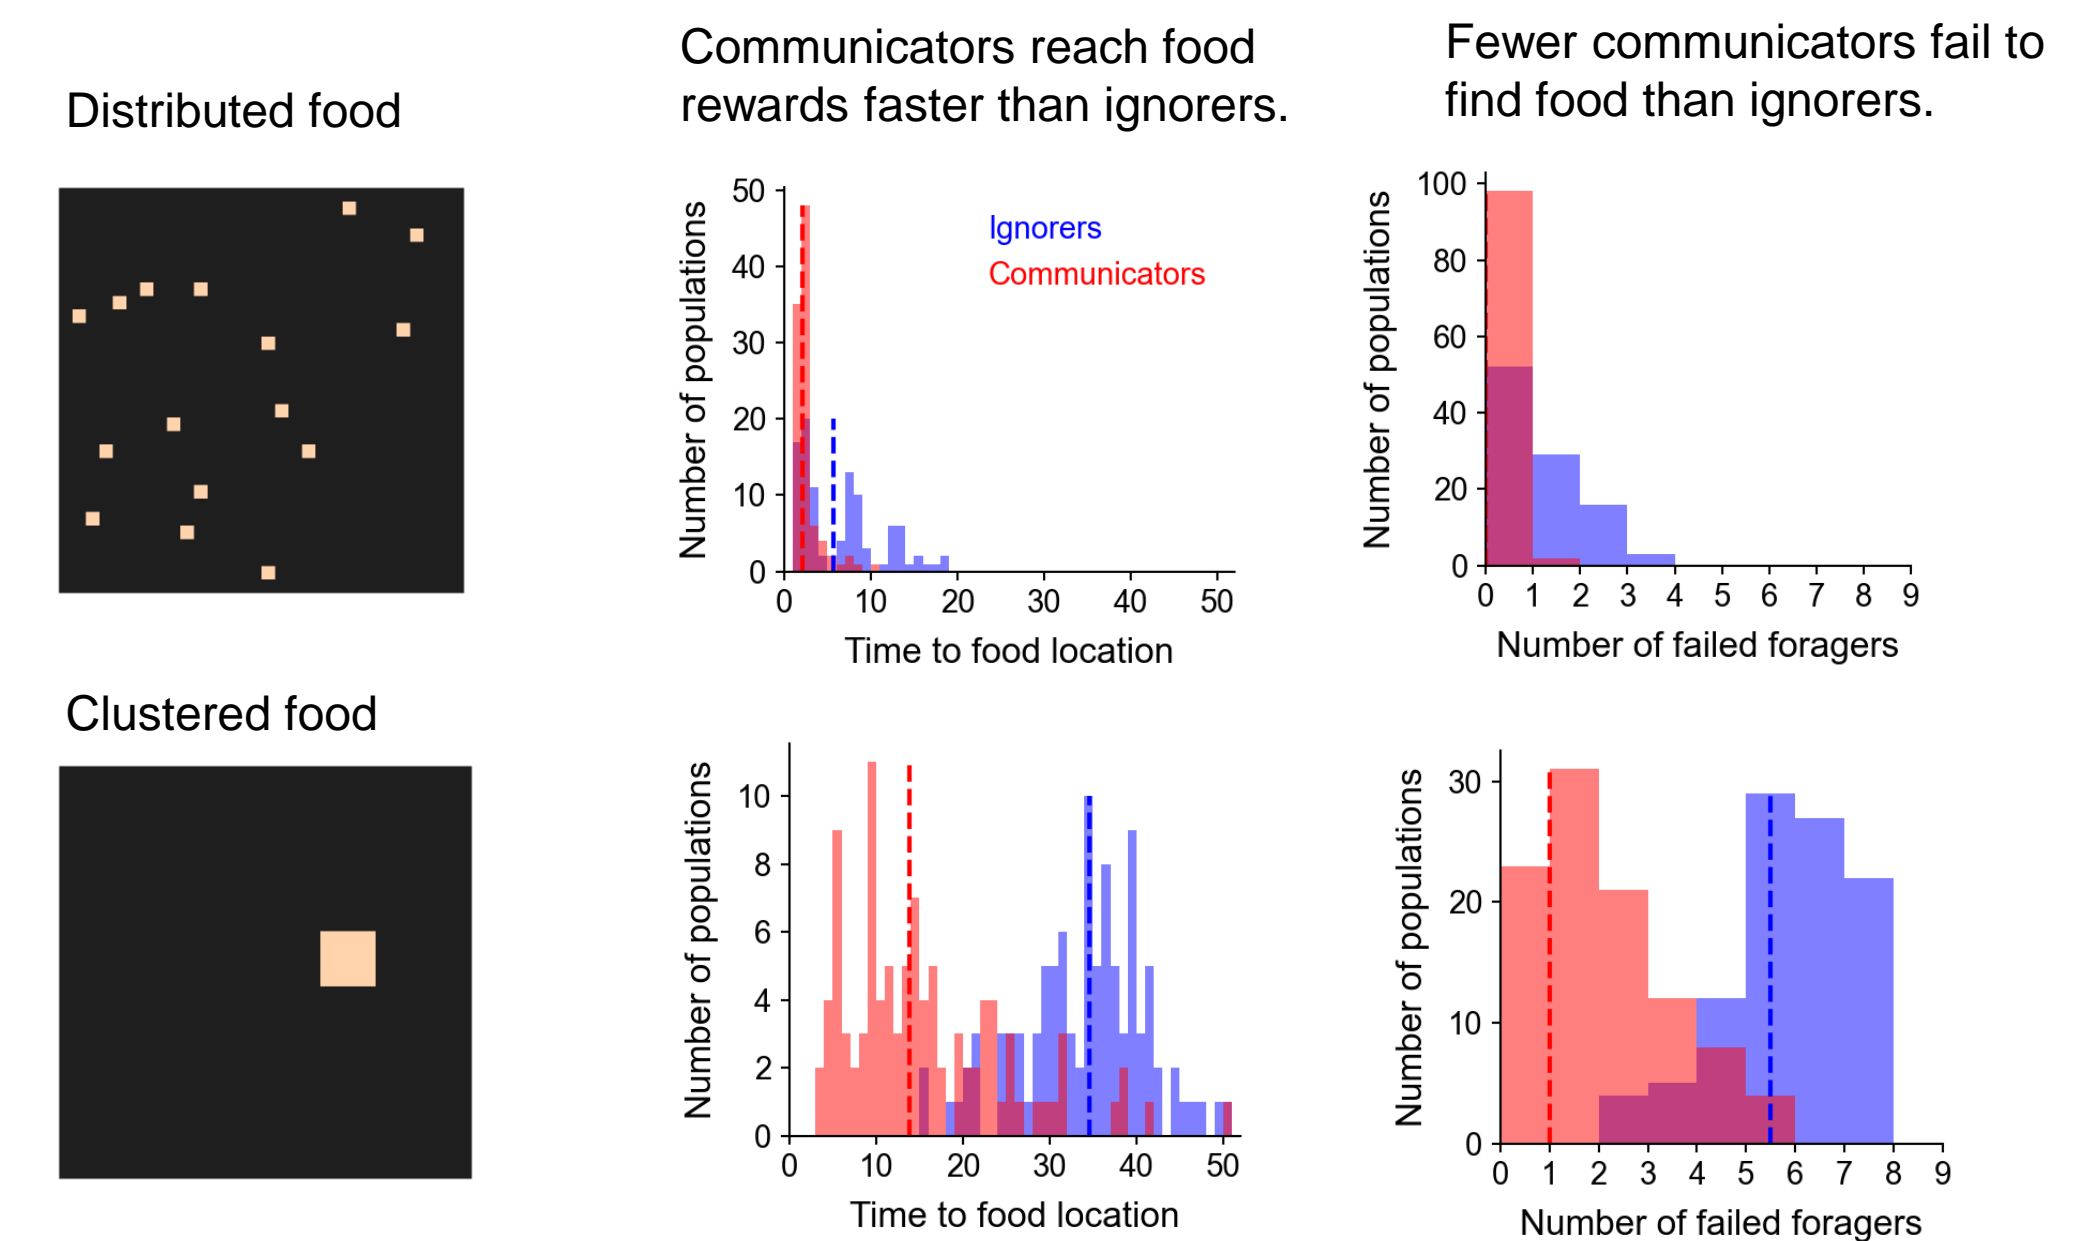 Distributed food
Communicators reach food
rewards faster than ignorers.
Fewer communicators fail to
find food than ignorers.
Number of populations
50
40
30
20
10
0
Ignorers
Communicators
0 10 20 30 40 50
Time to food location
Number of populations
100
80
60
40
20
0
0 1 2 3 4 5 6 7 8 9
Number of failed foragers
Clustered food
Number of populations
10
8
6
4
2
0
0 10 20 30 40 50
Time to food location
Number of populations
30
20
10
0
0 1 2 3 4 5 6 7 8 9
Number of failed foragers